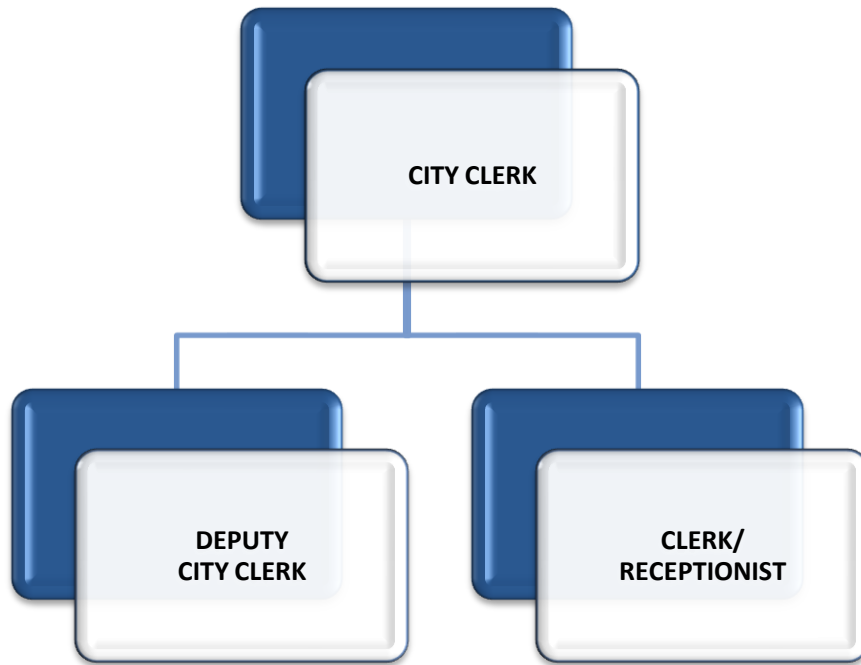 CITY CLERK
DEPUTY
CITY CLERK
CLERK/
RECEPTIONIST